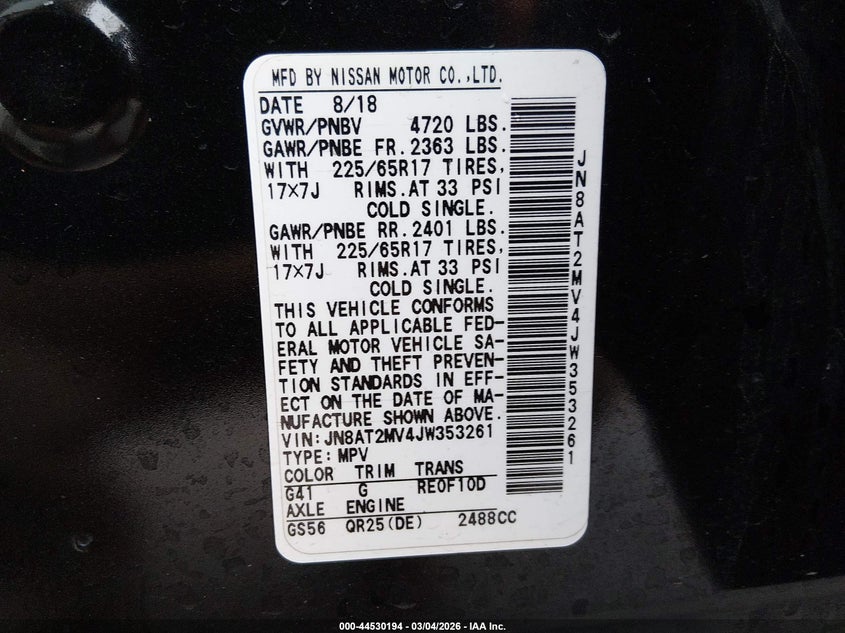 MFD BY NISSAN MOTOR CO.,LTD.
DATE 8/18
GVWR/PNBV 4720 LBS.
GAWR/PNBE FR.2363 LBS.
WITH 225/65R17 TIRES,
17×7J RIMS.AT 33 PSI
COLD SINGLE.
GAWR/PNBE RR.2401 LBS.
WITH 225/65R17 TIRES,
17×7J RIMS.AT 33 PSI
COLD SINGLE.
THIS VEHICLE CONFORMS
TO ALL APPLICABLE FED-
ERAL MOTOR VEHICLE SA-
FETY AND THEFT PREVEN-
TION STANDARDS IN EFF-
ECT ON THE DATE OF MA-
NUFACTURE SHOWN ABOVE.
VIN:JN8AT2MV4JW353261
TYPE:MPV
COLOR TRIM TRANS
G41 G RE0F10D
AXLE ENGINE
GS56 QR25(DE) 2488CC
JN8AT2MV4JW353261
000-44530194 - 03/04/2026 - IAA Inc.